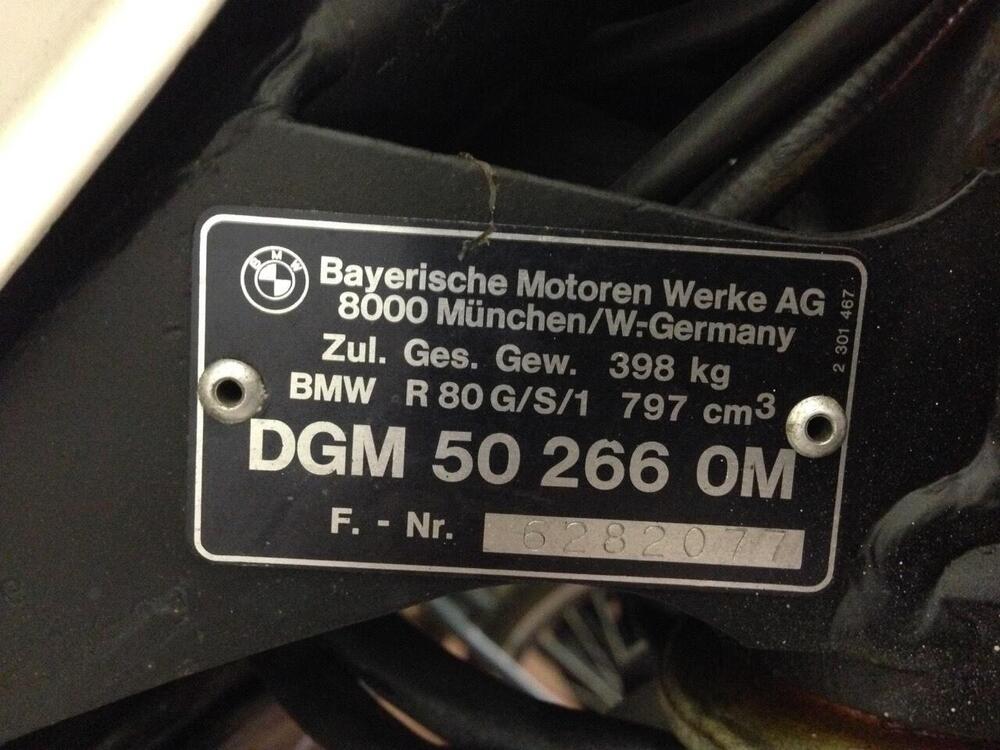 BMW
Bayerische Motoren Werke AG
8000 München/W.-Germany
Zul. Ges. Gew. 398 kg
BMW R 80 G/S/1 797 cm³
DGM 50 266 OM
F. - Nr. 6282077
2 301 467